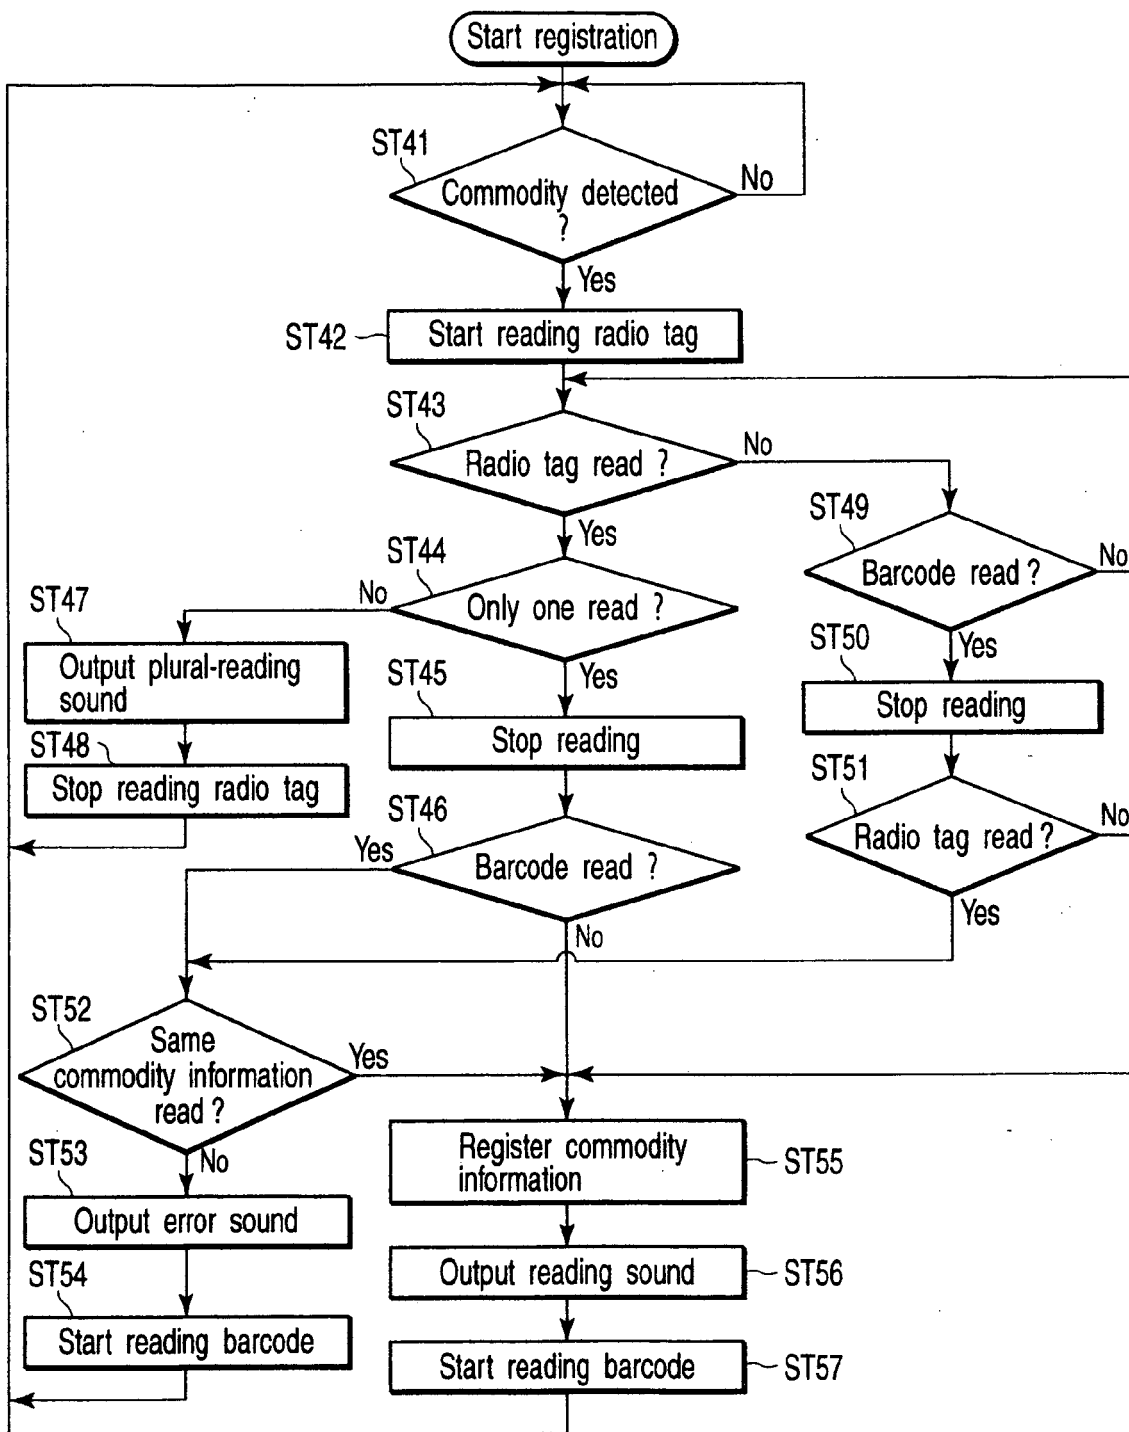 Start registration
ST41
Commodity detected
?
No
Yes
ST42
Start reading radio tag
ST43
Radio tag read ?
No
Yes
ST49
Barcode read ?
No
Yes
ST44
Only one read ?
No
Yes
ST47
Output plural-reading
sound
ST48
Stop reading radio tag
ST45
Stop reading
ST50
Stop reading
ST51
Radio tag read ?
No
Yes
ST46
Barcode read ?
Yes
No
ST52
Same
commodity information
read ?
Yes
No
ST53
Output error sound
ST54
Start reading barcode
Register commodity
information
ST55
Output reading sound
ST56
Start reading barcode
ST57